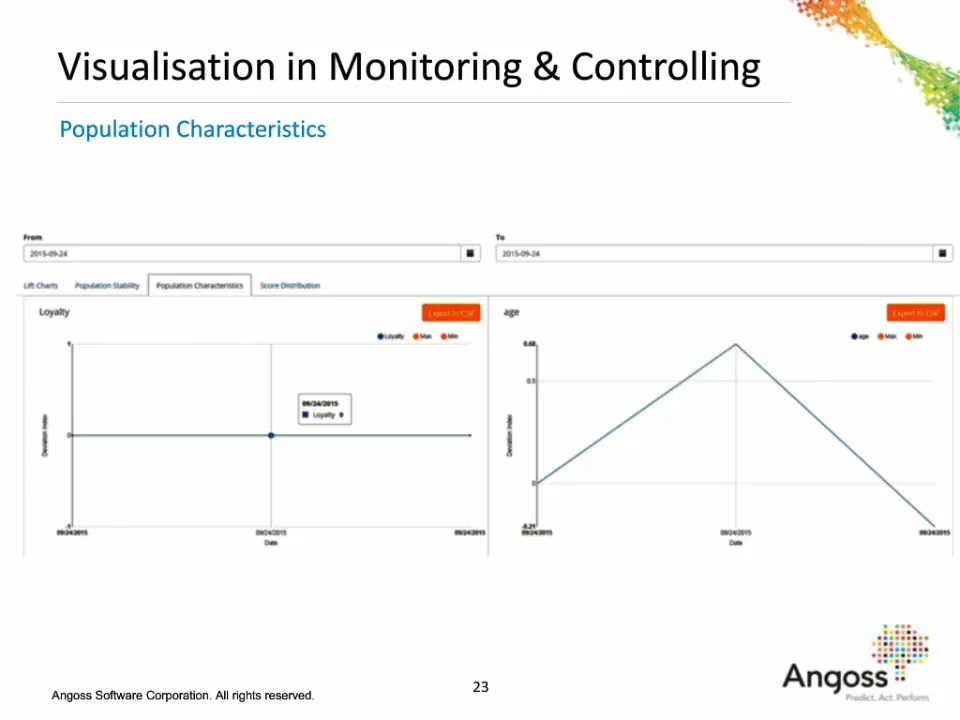 Visualisation in Monitoring & Controlling
Population Characteristics
From
To
2015-09-24
2015-09-24
Lift Charts
Population Stability
Population Characteristics
Score Distribution
Loyalty
Export to CSV
age
Export to CSV
Loyalty
Max
Min
age
Max
Min
09/24/2015
Loyalty 0
Deviation Index
0
09/24/2015
09/24/2015
09/24/2015
Date
Deviation Index
0.68
0.5
0
-0.21
09/24/2015
09/24/2015
09/24/2015
Date
Angoss Software Corporation. All rights reserved.
23
Angoss
Predict. Act. Perform.